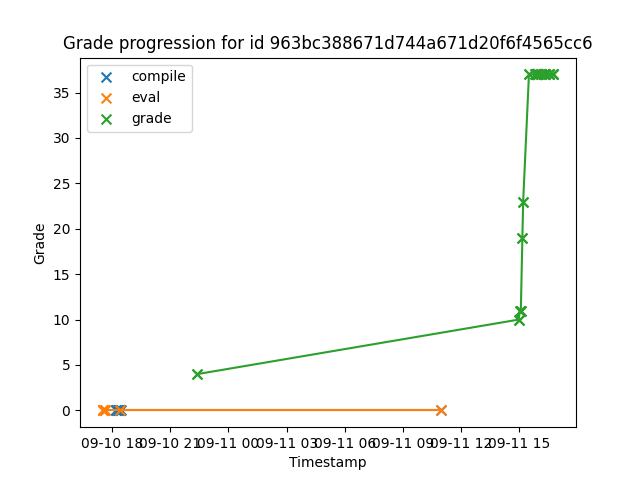 Grade progression for id 963bc388671d744a671d20f6f4565cc6
compile
eval
grade
35
30
25
20
15
10
5
0
Grade
09-10 18 09-10 21 09-11 00 09-11 03 09-11 06 09-11 09 09-11 12 09-11 15
Timestamp